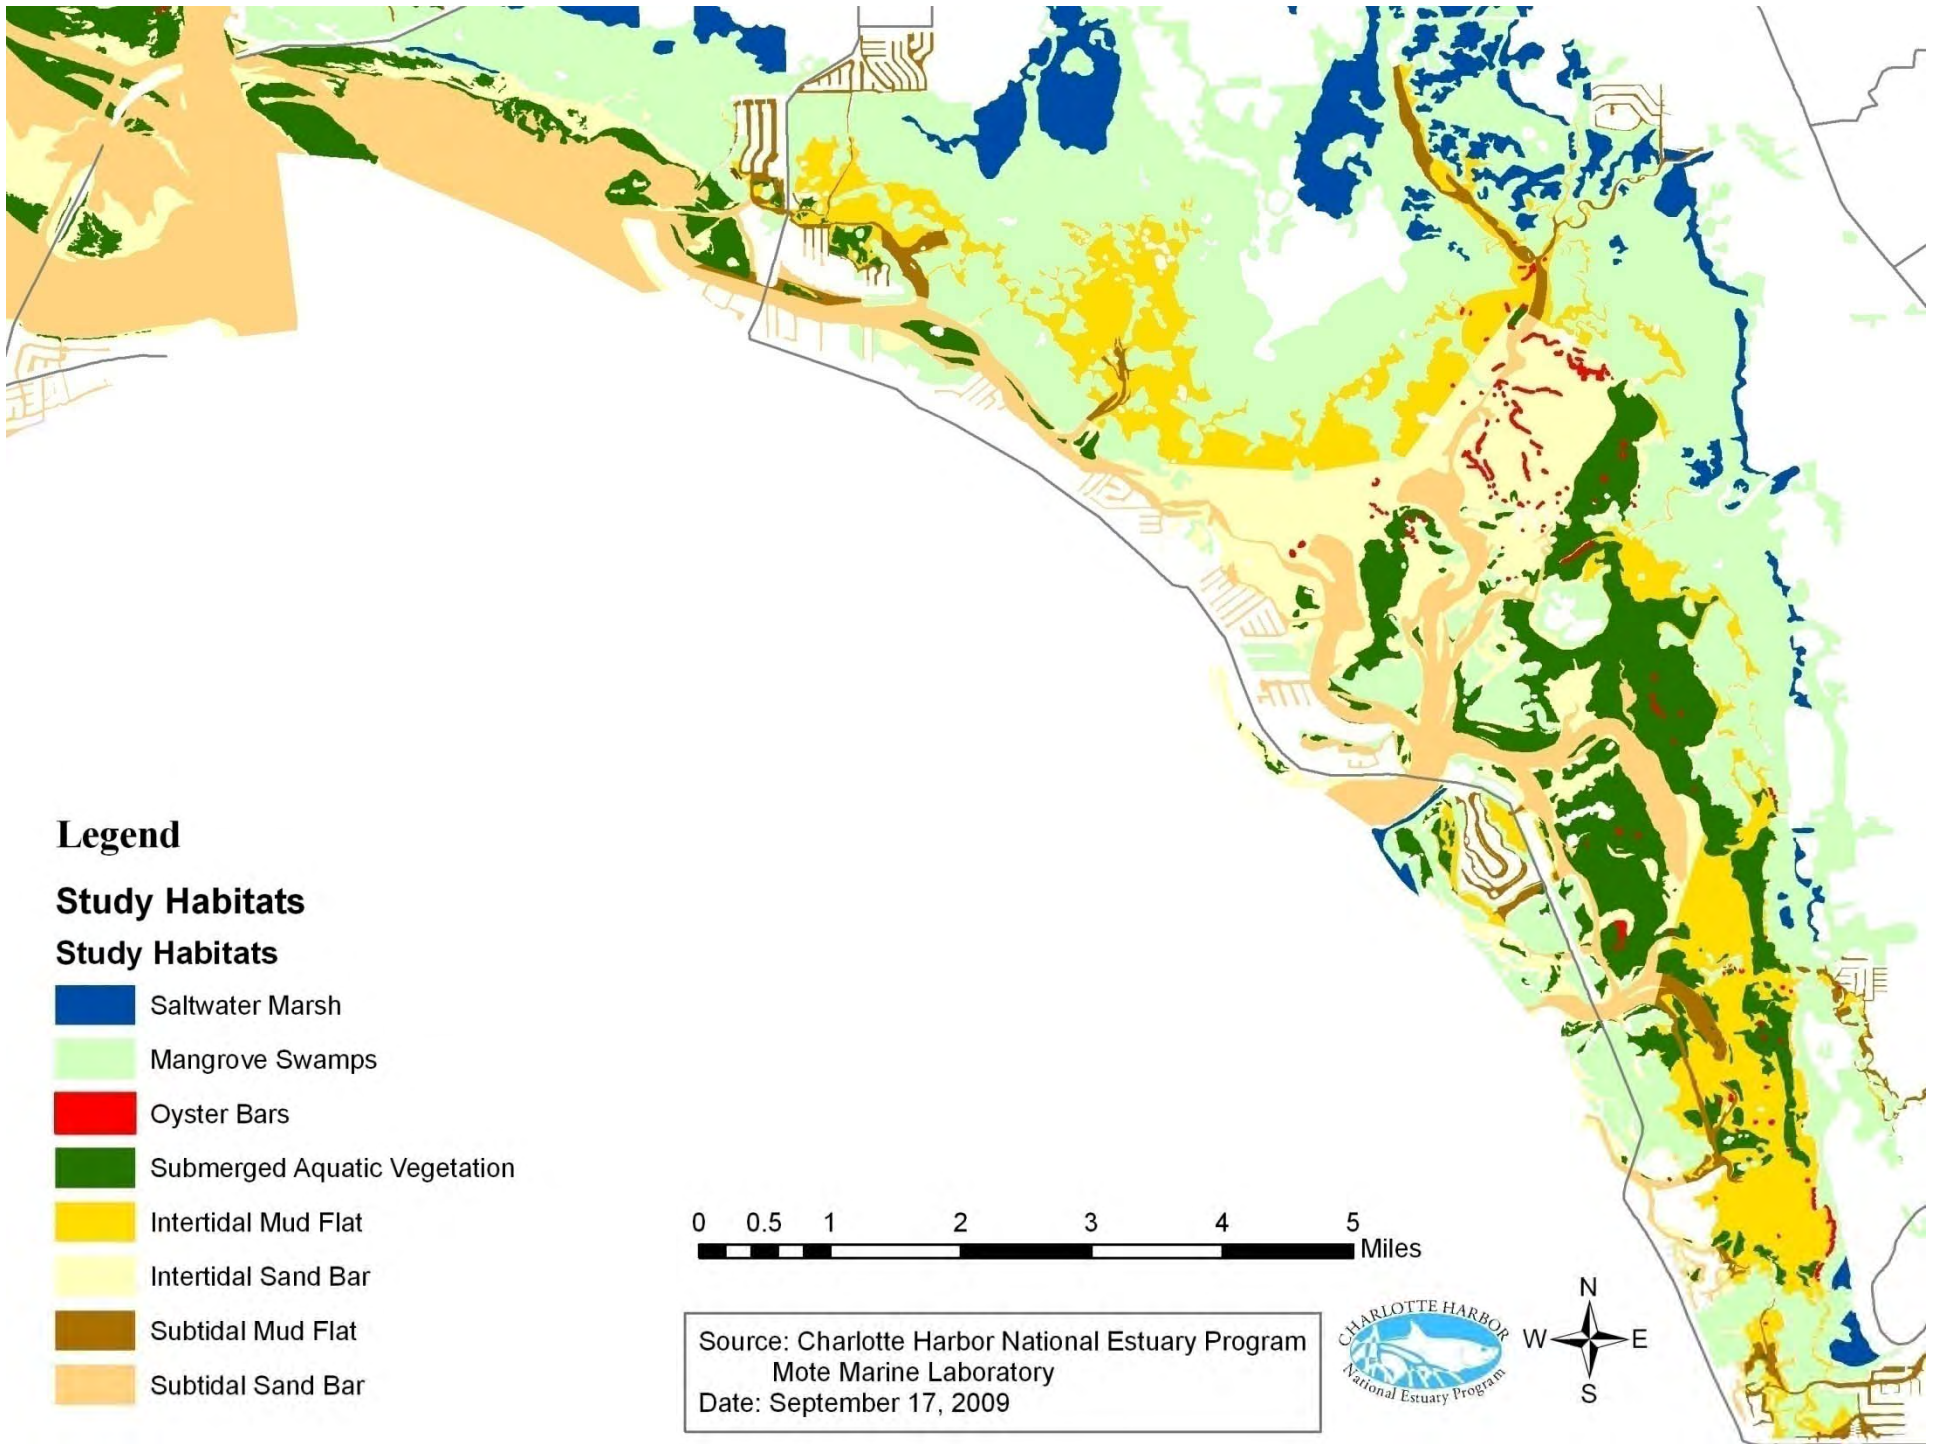 Legend
Study Habitats
Study Habitats
Saltwater Marsh
Mangrove Swamps
Oyster Bars
Submerged Aquatic Vegetation
Intertidal Mud Flat
Intertidal Sand Bar
Subtidal Mud Flat
Subtidal Sand Bar
0 0.5 1 2 3 4 5
Miles
Source: Charlotte Harbor National Estuary Program
Mote Marine Laboratory
Date: September 17, 2009
CHARLOTTE HARBOR
National Estuary Program
N
W E
S